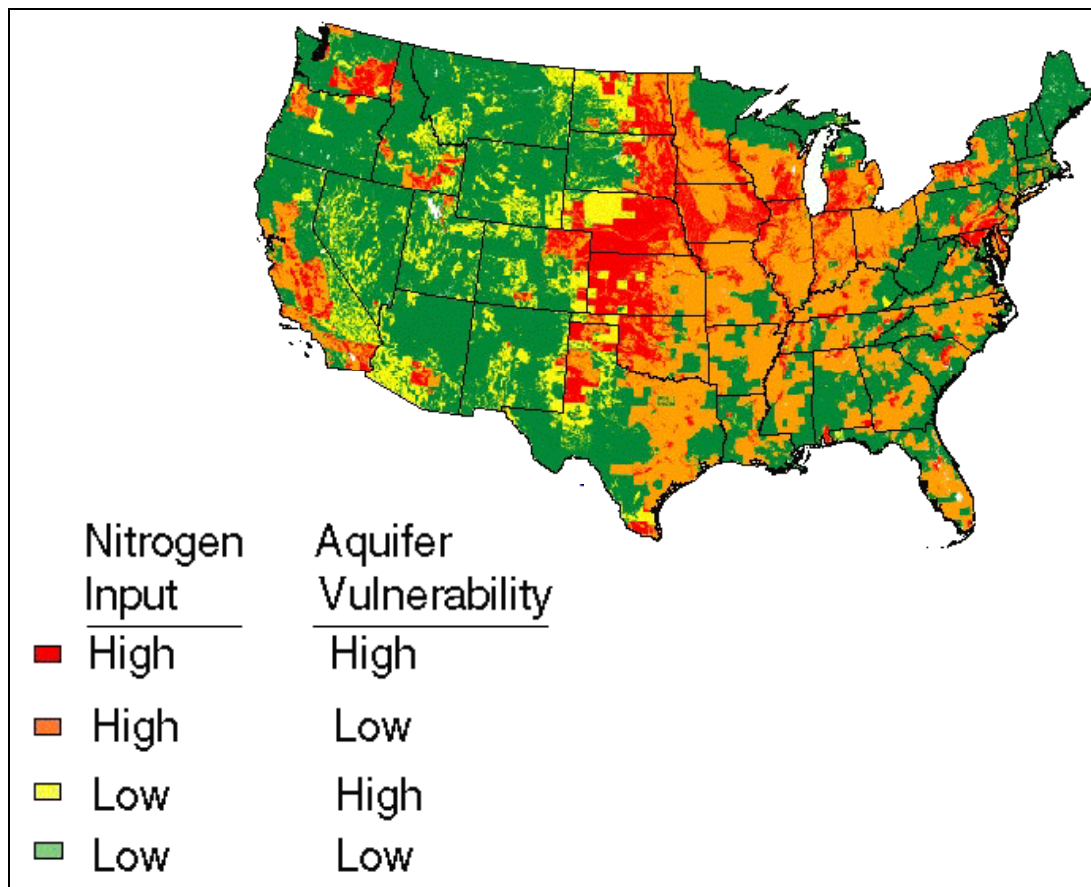 Nitrogen Aquifer
Input Vulnerability
High High
High Low
Low High
Low Low